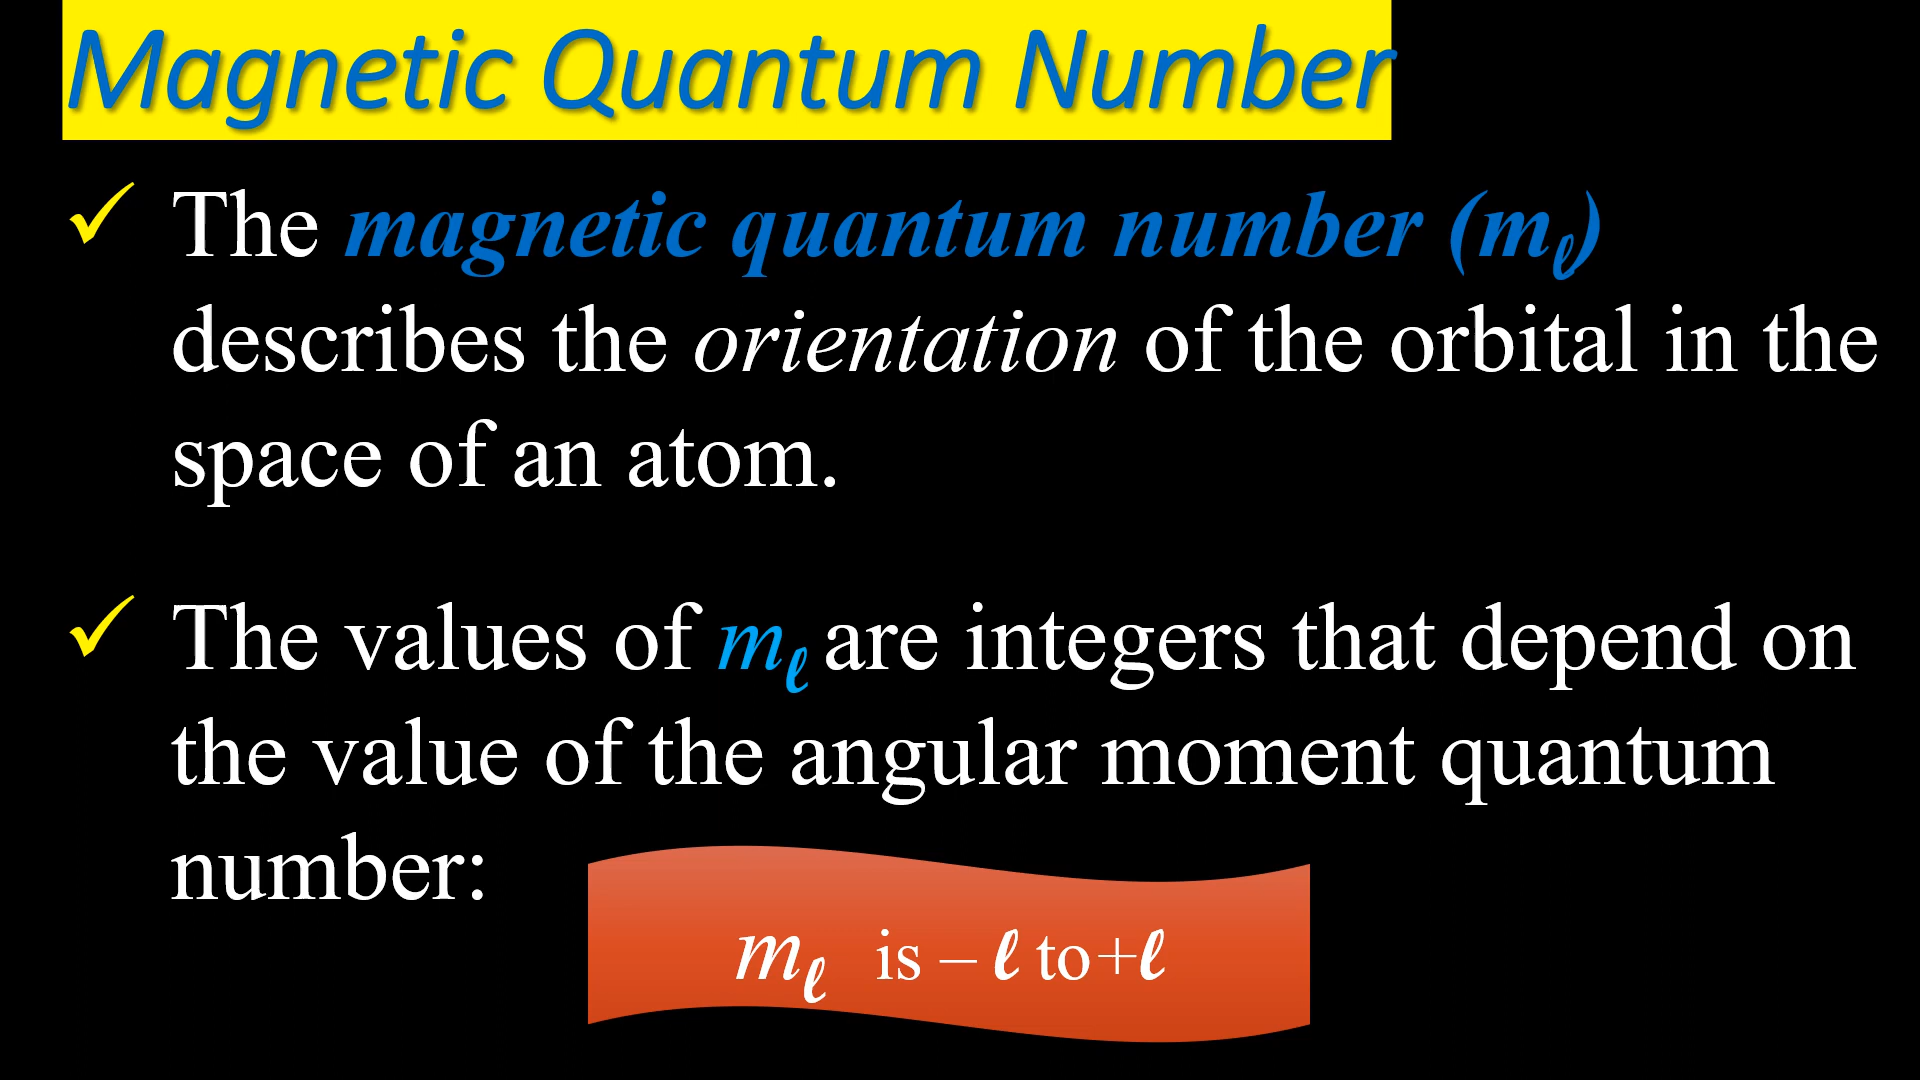 Magnetic Quantum Number
✓ The magnetic quantum number (mℓ)
describes the orientation of the orbital in the
space of an atom.
✓ The values of mℓ are integers that depend on
the value of the angular moment quantum
number:
mℓ is – ℓ to +ℓ